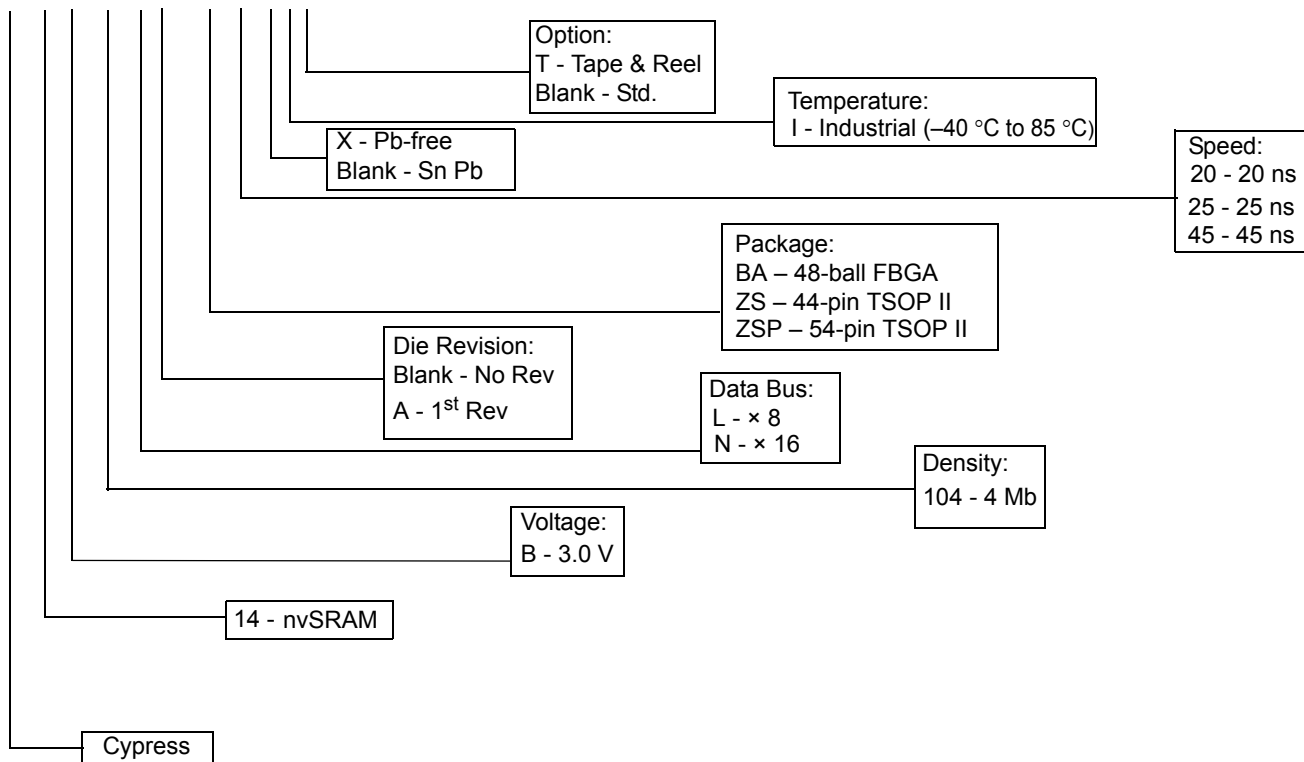 Option:
T - Tape & Reel
Blank - Std.
Temperature:
I - Industrial (–40 °C to 85 °C)
X - Pb-free
Blank - Sn Pb
Speed:
20 - 20 ns
25 - 25 ns
45 - 45 ns
Package:
BA – 48-ball FBGA
ZS – 44-pin TSOP II
ZSP – 54-pin TSOP II
Die Revision:
Blank - No Rev
A - 1st Rev
Data Bus:
L - × 8
N - × 16
Density:
104 - 4 Mb
Voltage:
B - 3.0 V
14 - nvSRAM
Cypress